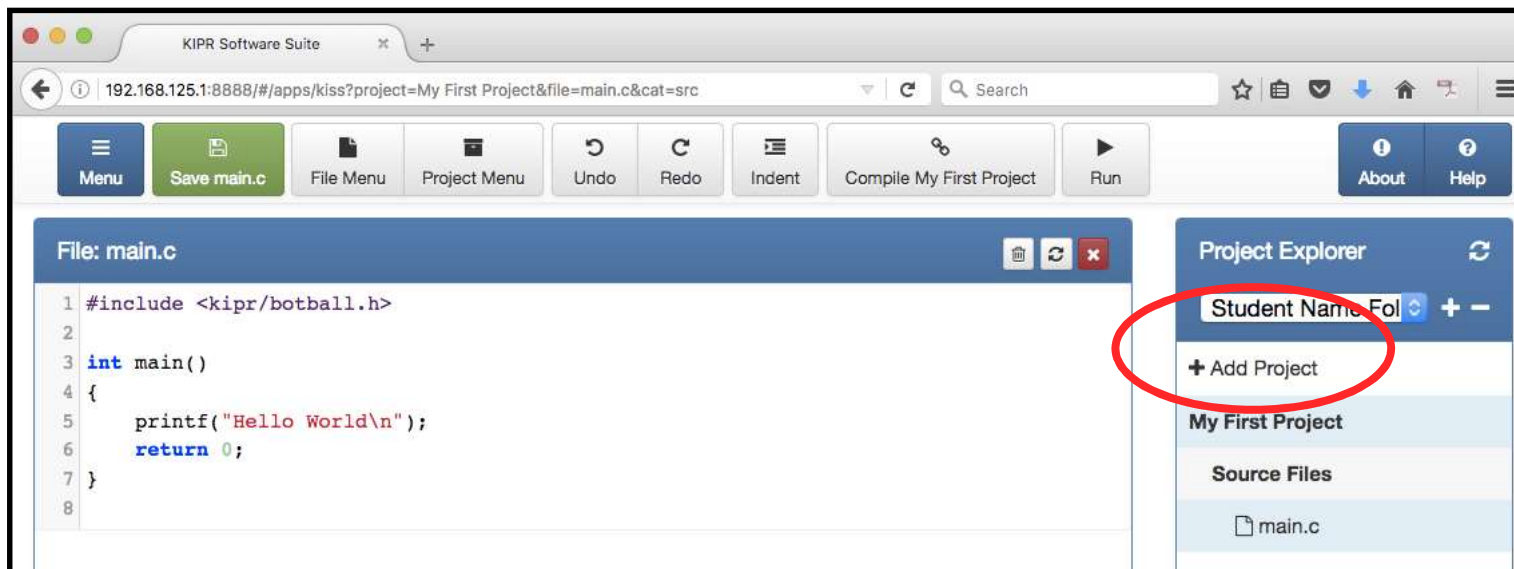 KIPR Software Suite
192.168.125.1:8888/#/apps/kiss?project=My First Project&file=main.c&cat=src
Search
Menu
Save main.c
File Menu
Project Menu
Undo
Redo
Indent
Compile My First Project
Run
About
Help
File: main.c
1 #include <kipr/botball.h>
2
3 int main()
4 {
5 printf("Hello World\n");
6 return 0;
7 }
8
Project Explorer
Student Name Fol
+ Add Project
My First Project
Source Files
main.c